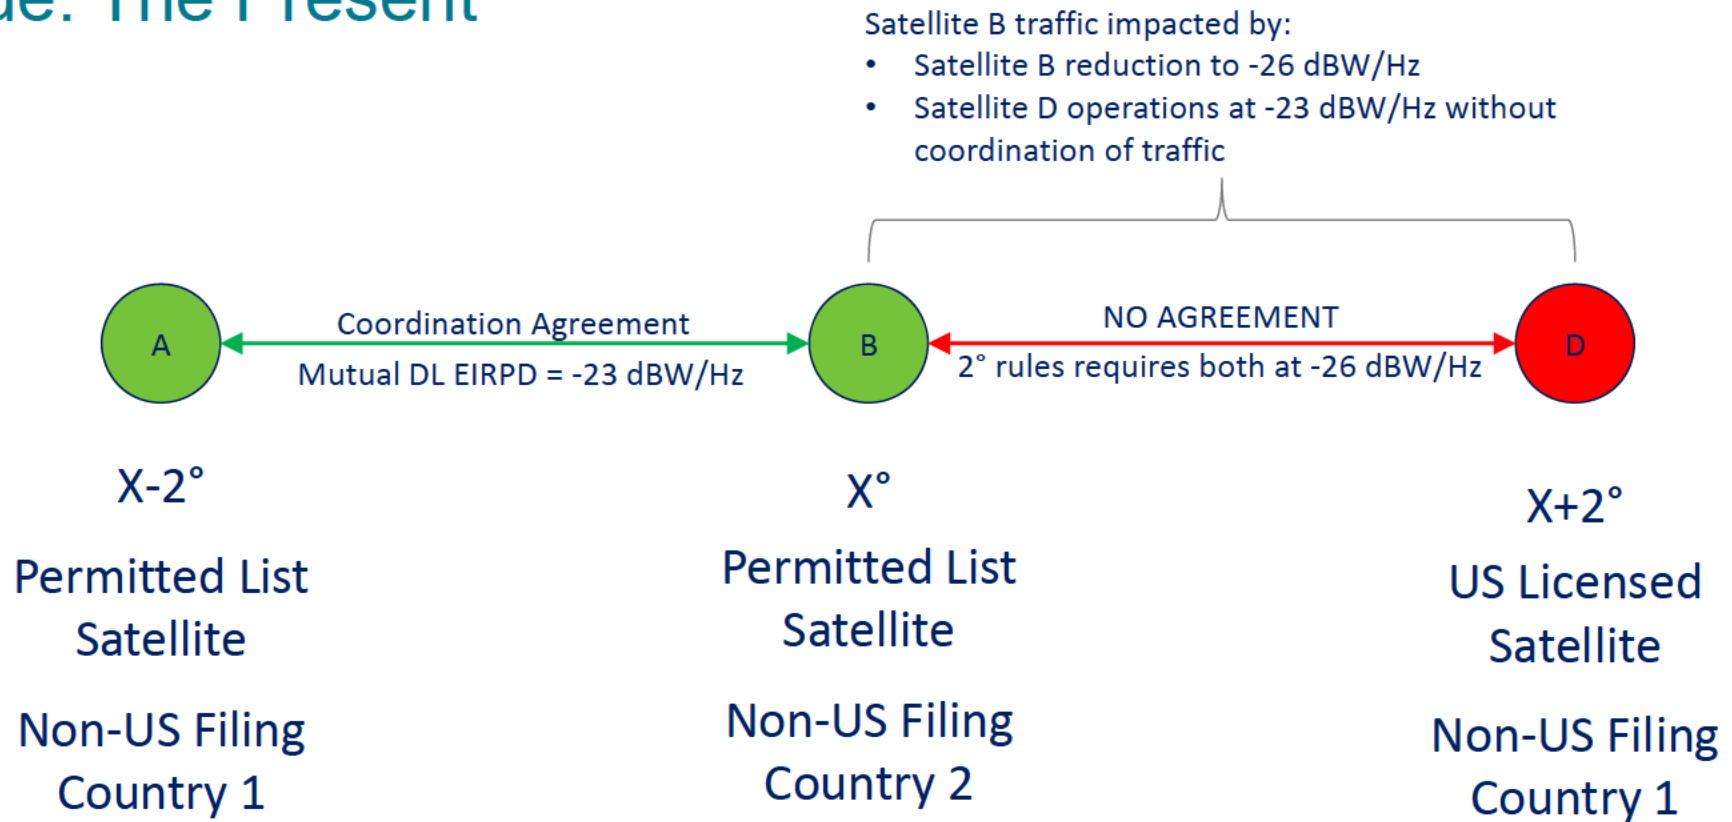 The Present
Satellite B traffic impacted by:
• Satellite B reduction to -26 dBW/Hz
• Satellite D operations at -23 dBW/Hz without
coordination of traffic
A
Coordination Agreement
Mutual DL EIRPD = -23 dBW/Hz
B
NO AGREEMENT
2° rules requires both at -26 dBW/Hz
D
X-2°
Permitted List
Satellite
Non-US Filing
Country 1
X°
Permitted List
Satellite
Non-US Filing
Country 2
X+2°
US Licensed
Satellite
Non-US Filing
Country 1